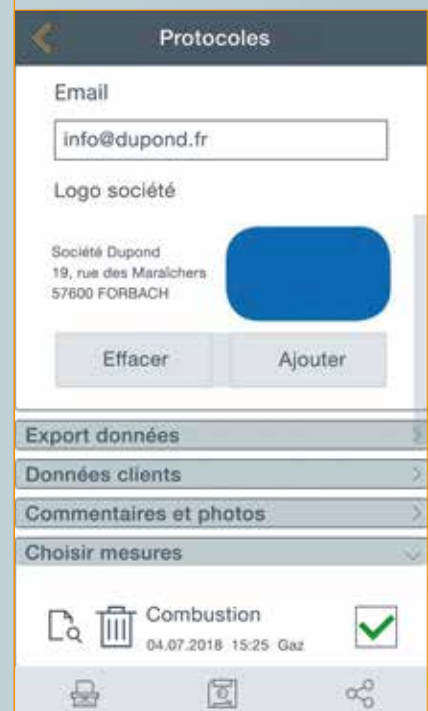 Protocoles
Email
info@dupond.fr
Logo société
Société Dupond
19, rue des Maraîchers
57600 FORBACH
Effacer
Ajouter
Export données
Données clients
Commentaires et photos
Choisir mesures
Combustion
04.07.2018 15:25 Gaz